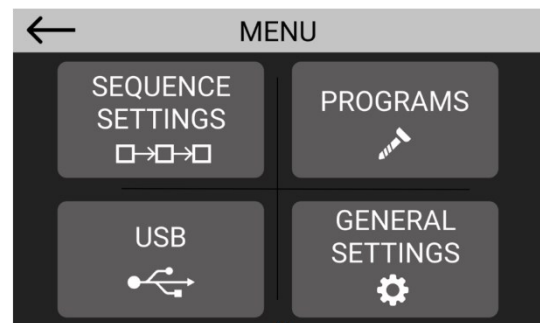 MENU
SEQUENCE
SETTINGS
PROGRAMS
USB
GENERAL
SETTINGS